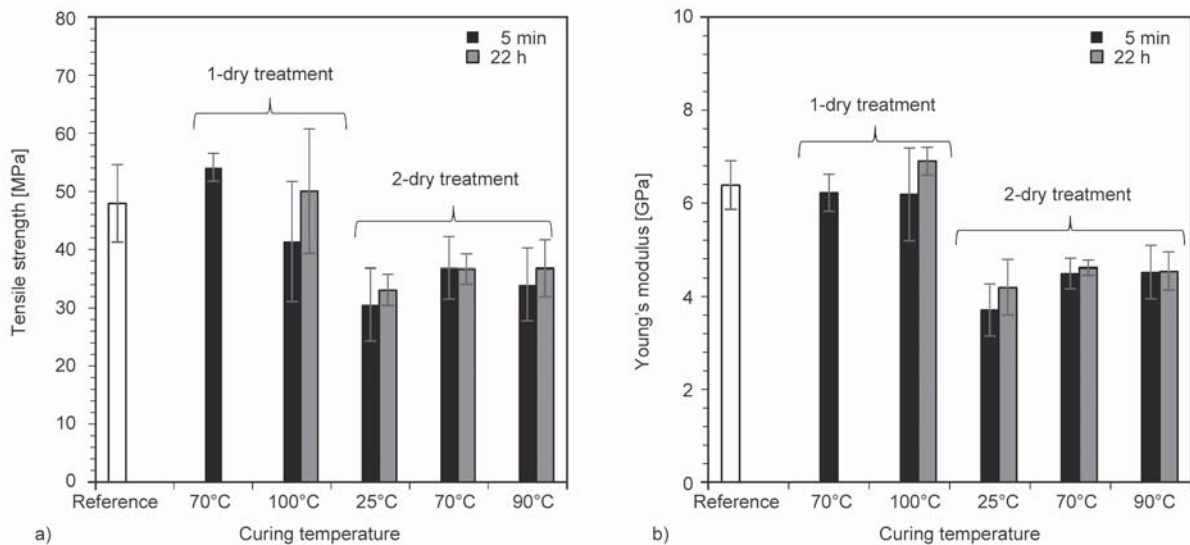 80
70
60
50
40
30
20
10
0
Tensile strength [MPa]
5 min
22 h
1-dry treatment
2-dry treatment
Reference 70°C 100°C 25°C 70°C 90°C
a) Curing temperature
10
8
6
4
2
0
Young's modulus [GPa]
5 min
22 h
1-dry treatment
2-dry treatment
Reference 70°C 100°C 25°C 70°C 90°C
b) Curing temperature